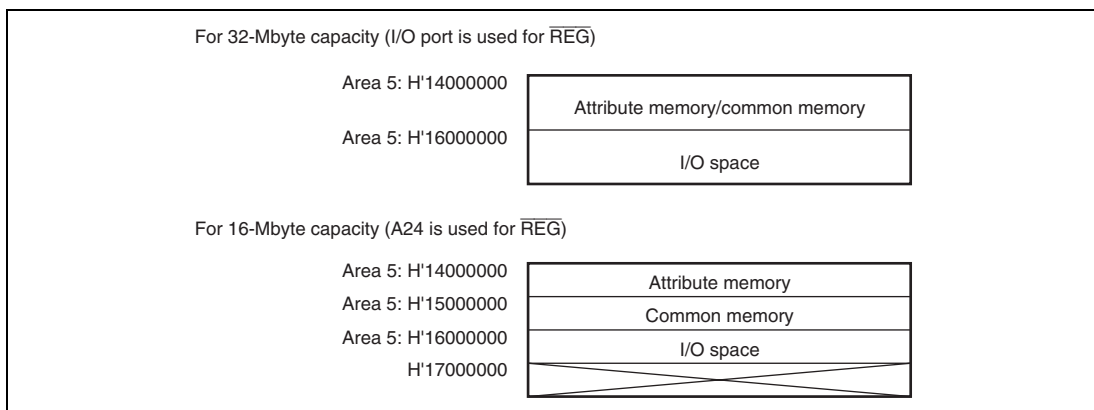 For 32-Mbyte capacity (I/O port is used for R̅E̅G̅)
Area 5: H'14000000
Attribute memory/common memory
Area 5: H'16000000
I/O space
For 16-Mbyte capacity (A24 is used for R̅E̅G̅)
Area 5: H'14000000
Attribute memory
Area 5: H'15000000
Common memory
Area 5: H'16000000
I/O space
H'17000000